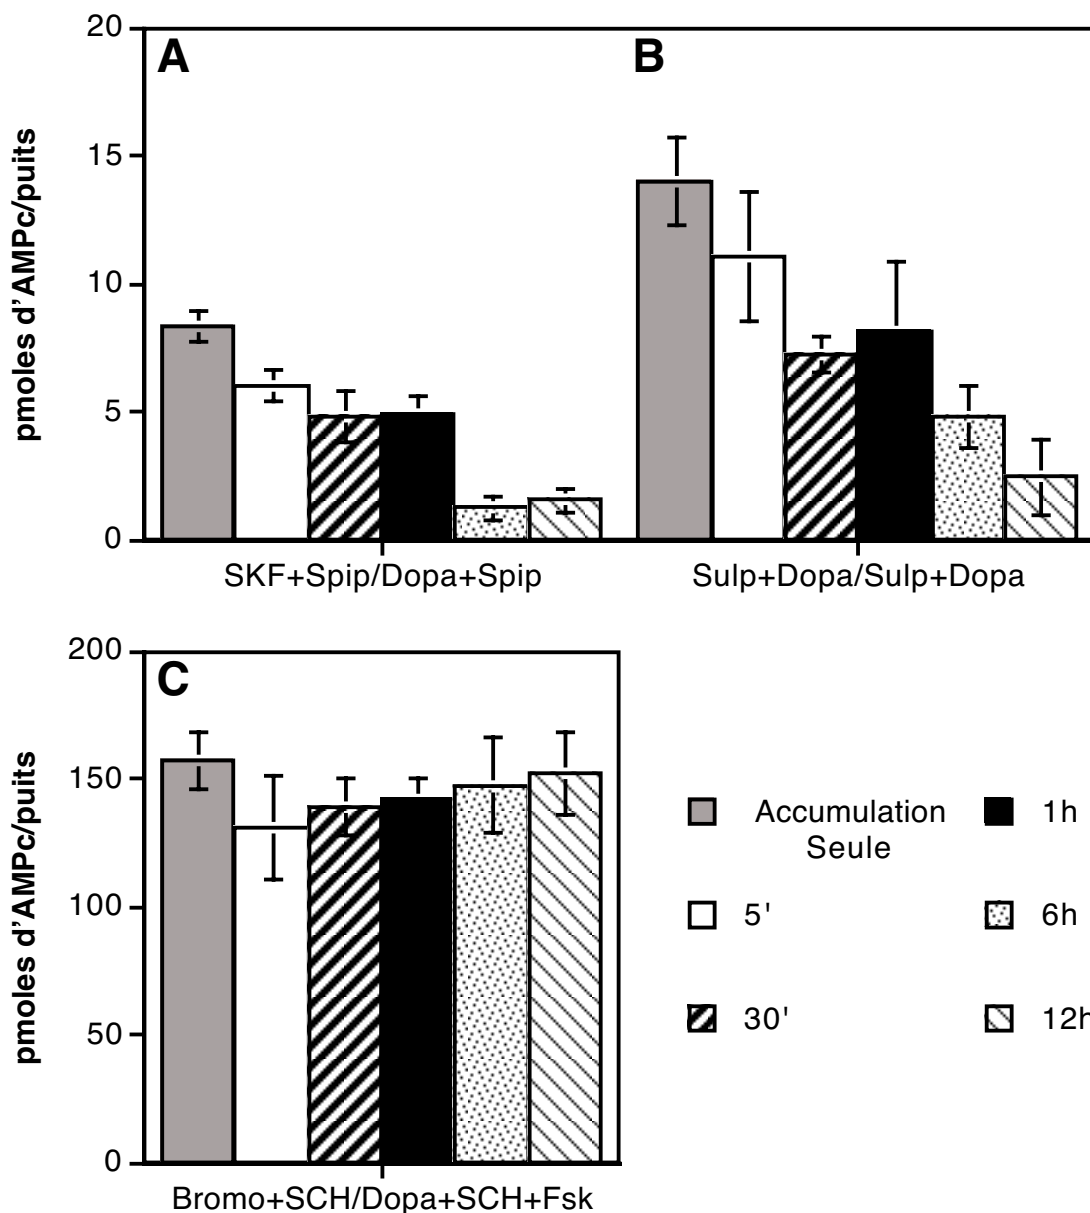 20
A
B
15
10
5
0
pmoles d'AMPc/puits
SKF+Spip/Dopa+Spip
Sulp+Dopa/Sulp+Dopa
200
C
150
100
50
0
pmoles d'AMPc/puits
Bromo+SCH/Dopa+SCH+Fsk
Accumulation
Seule
1h
5'
6h
30'
12h